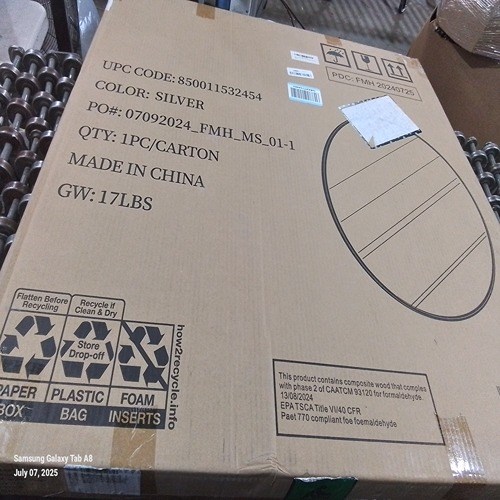 UPC CODE: 850011532454
COLOR: SILVER
PO#: 07092024_FMH_MS_01-1
QTY: 1PC/CARTON
MADE IN CHINA
GW: 17LBS
PDC: FMH 20240725
Flatten Before
Recycling
Recycle if
Clean & Dry
Store
Drop-off
PAPER
BOX
PLASTIC
BAG
FOAM
INSERTS
how2recycle.info
This product contains composite wood that complies
with phase 2 of CAATCM 93120 for formaldehyde.
13/08/2024
EPA TSCA Title VI/40 CFR
Paet 770 compliant foe foemaldehyde
Samsung Galaxy Tab A8
July 07, 2025